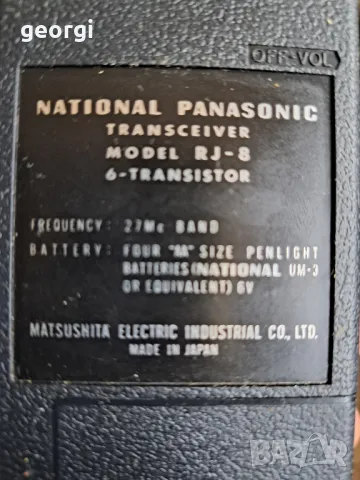 georgi
OFF-VOL
NATIONAL PANASONIC
TRANSCEIVER
MODEL RJ-8
6-TRANSISTOR
FREQUENCY: 27Mc BAND
BATTERY: FOUR "AA" SIZE PENLIGHT
BATTERIES(NATIONAL UM-3
OR EQUIVALENT) 6V
MATSUSHITA ELECTRIC INDUSTRIAL CO., LTD.
MADE IN JAPAN
BAZAR